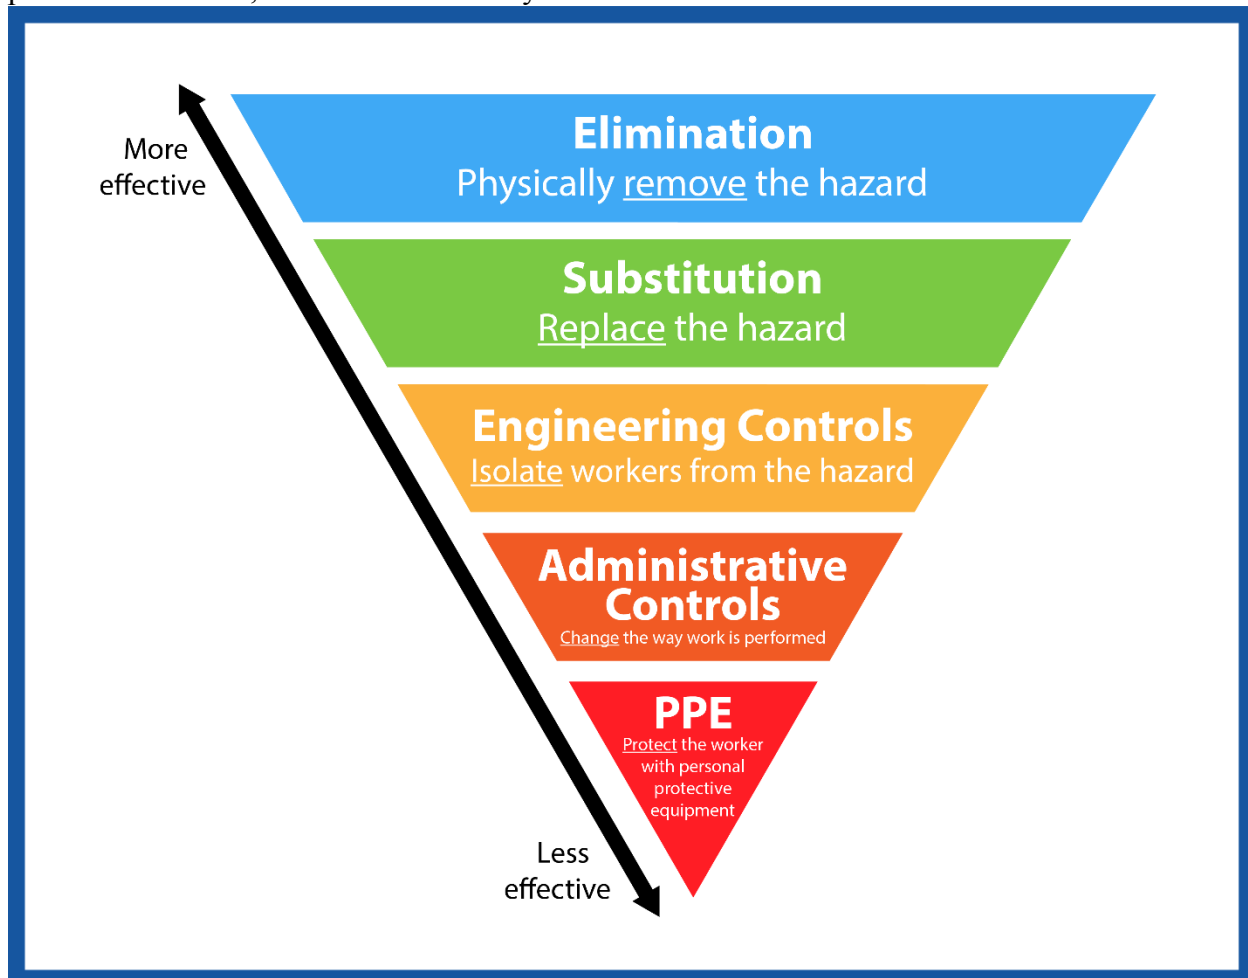 More
effective
Elimination
Physically remove the hazard
Substitution
Replace the hazard
Engineering Controls
Isolate workers from the hazard
Administrative
Controls
Change the way work is performed
PPE
Protect the worker
with personal
protective
equipment
Less
effective